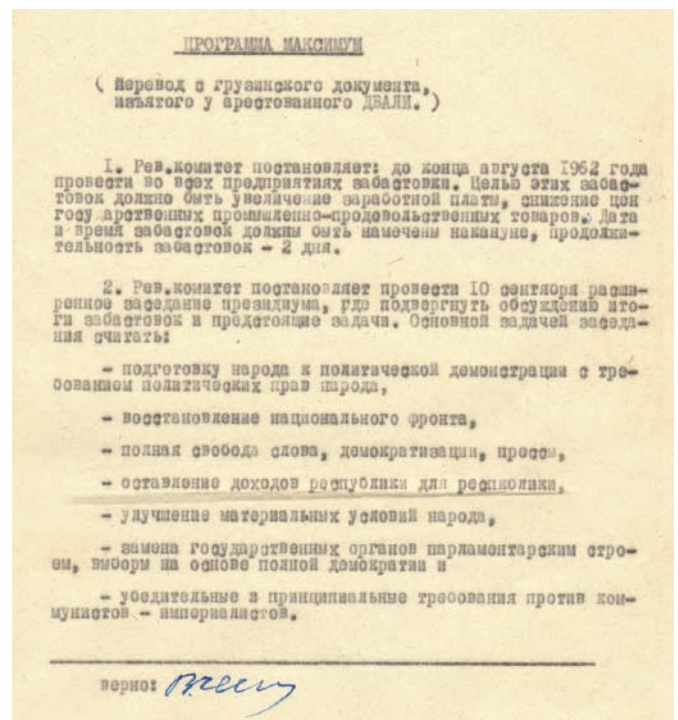 ПРОГРАММА МАКСИМУМ
( Перевод с грузинского документа,
изъятого у арестованного ДВАЛИ. )
I. Рев.комитет постановляет: до конца августа 1962 года
провести во всех предприятиях забастовки. Целью этих забас-
товок должно быть увеличение заработной платы, снижение цен
государственных промышленно-продовольственных товаров. Дата
и время забастовок должны быть намечены накануне, продолжи-
тельность забастовок - 2 дня.
2. Рев.комитет постановляет провести 10 сентября расши-
ренное заседание президиума, где подвергнуть обсуждению ито-
ги забастовок и предстоящие задачи. Основной задачей заседа-
ния считать:
- подготовку народа к политической демонстрации с тре-
бованием политических прав народа,
- восстановление национального фронта,
- полная свобода слова, демократизации, прессы,
- оставление доходов республики для республики,
- улучшение материальных условий народа,
- замена государственных органов парламентарским стро-
ем, выборы на основе полной демократии и
- убедительные и принципиальные требования против ком-
мунистов - империалистов.
верно: